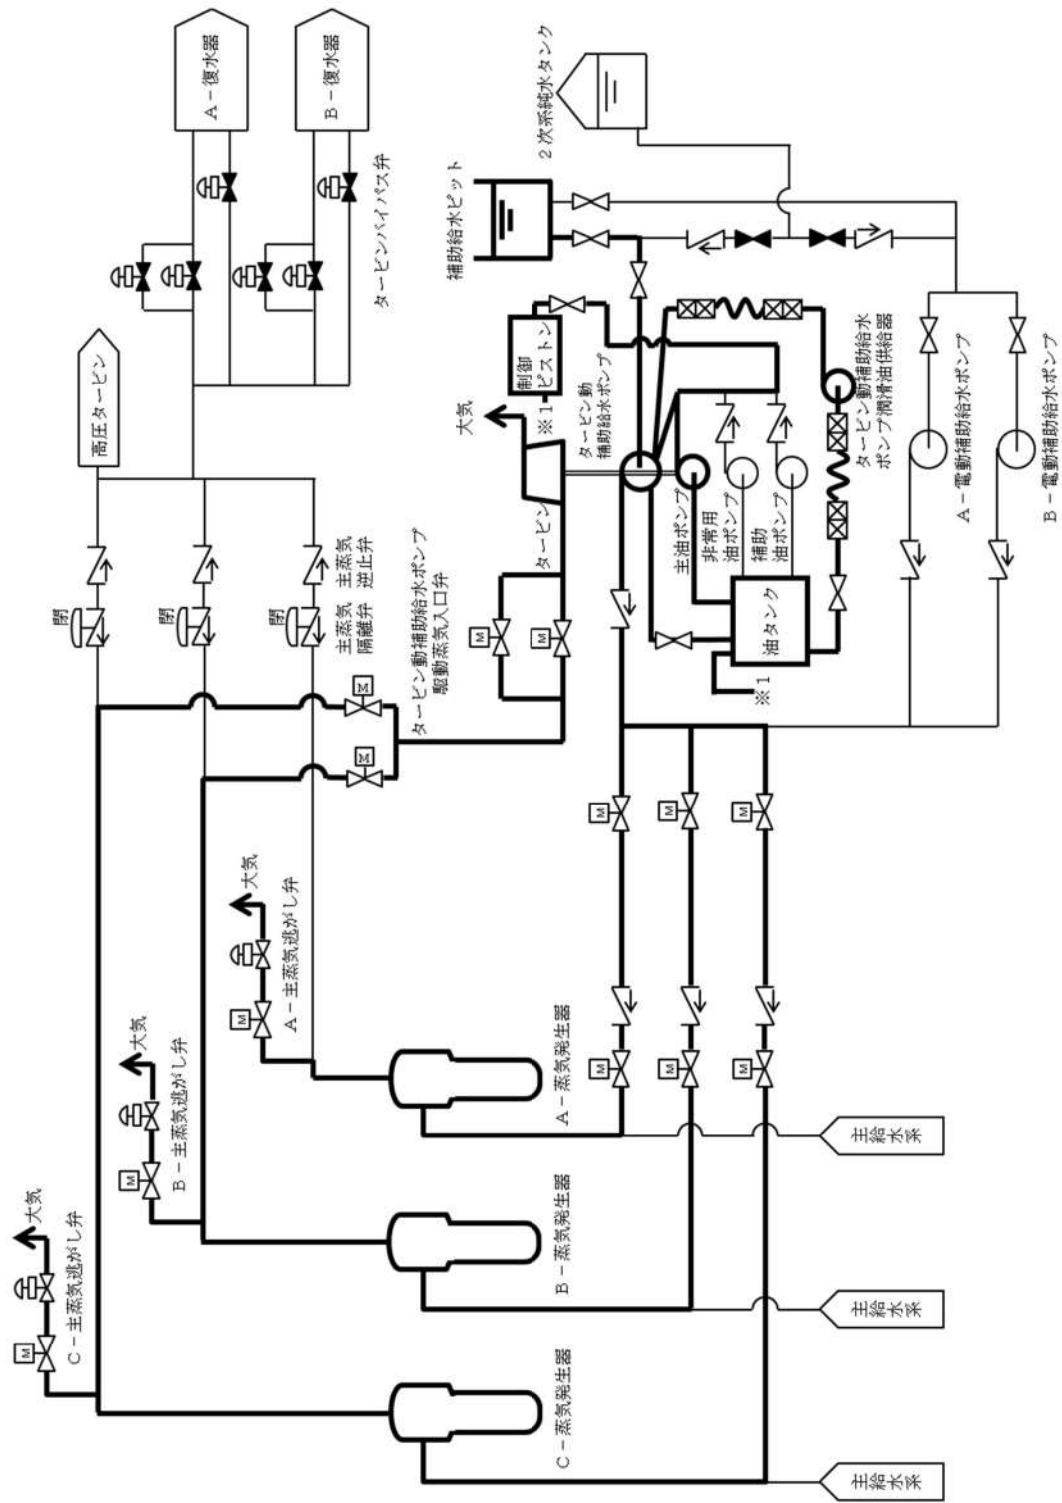 C－主蒸気逃がし弁
大気
M
B－主蒸気逃がし弁
大気
M
A－主蒸気逃がし弁
大気
M
閉
閉
閉
主蒸気
隔離弁
主蒸気
逆止弁
高圧タービン
A－復水器
B－復水器
タービンバイパス弁
M
M
タービン動補助給水ポンプ
駆動蒸気入口弁
M
M
タービン
大気
制御
ピストン
※1
タービン動
補助給水ポンプ
補助給水ピット
2次系純水タンク
主油ポンプ
非常用
油ポンプ
補助
油ポンプ
油タンク
※1
タービン動補助給水
ポンプ潤滑油供給器
A－電動補助給水ポンプ
B－電動補助給水ポンプ
C－蒸気発生器
B－蒸気発生器
A－蒸気発生器
M
M
M
M
M
M
主給水系
主給水系
主給水系